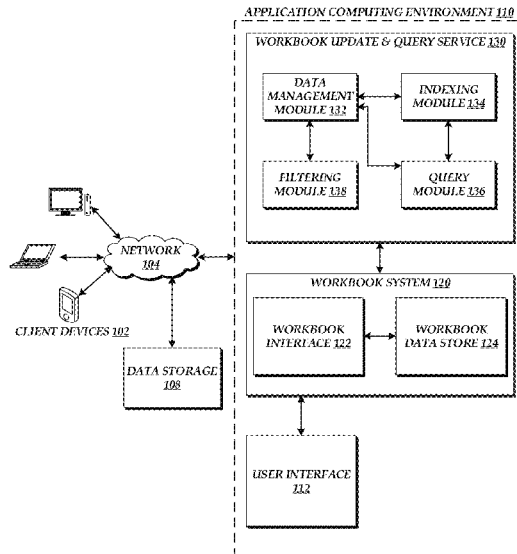 APPLICATION COMPUTING ENVIRONMENT 110
WORKBOOK UPDATE & QUERY SERVICE 130
DATA
MANAGEMENT
MODULE 132
INDEXING
MODULE 134
FILTERING
MODULE 138
QUERY
MODULE 136
NETWORK
104
CLIENT DEVICES 102
DATA STORAGE
108
WORKBOOK SYSTEM 120
WORKBOOK
INTERFACE 122
WORKBOOK
DATA STORE 124
USER INTERFACE
112